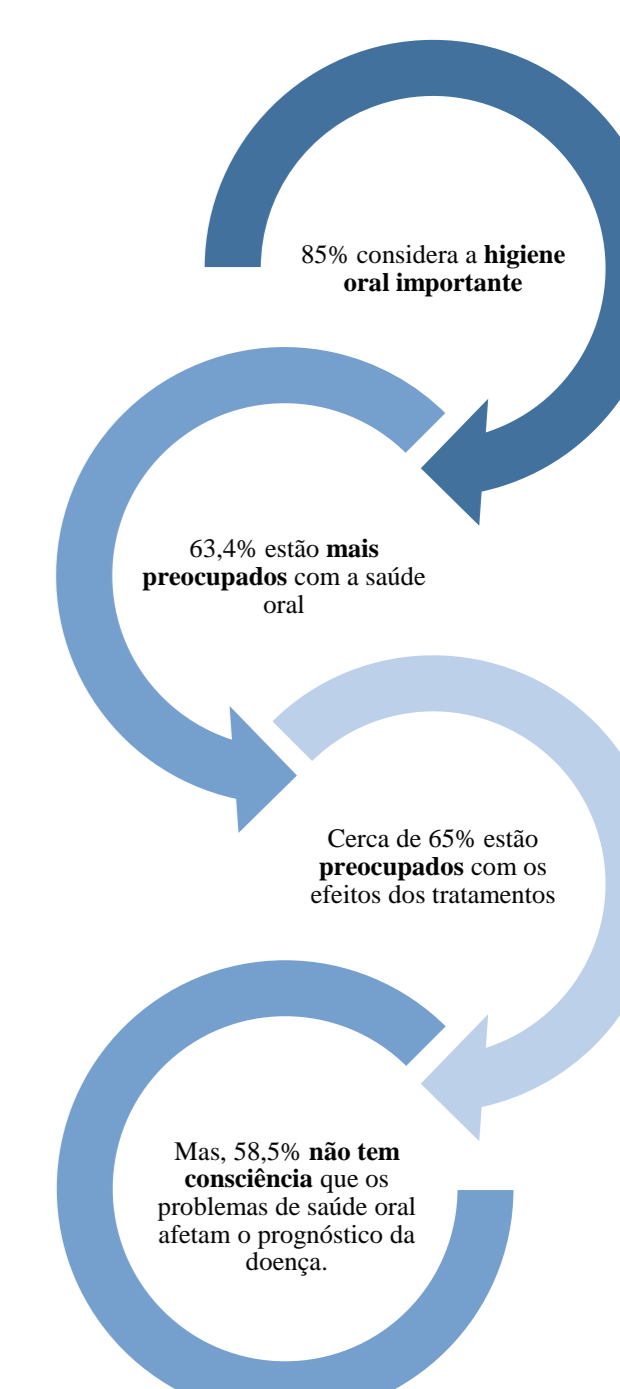 85% considera a higiene
oral importante
63,4% estão mais
preocupados com a saúde
oral
Cerca de 65% estão
preocupados com os
efeitos dos tratamentos
Mas, 58,5% não tem
consciência que os
problemas de saúde oral
afetam o prognóstico da
doença.